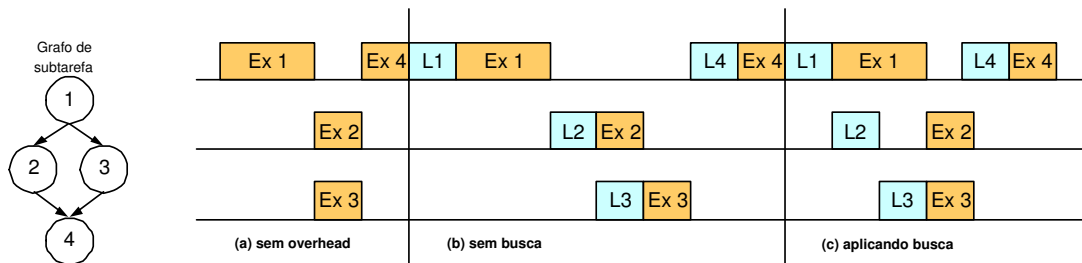 Grafo de
subtarefa
1
2 3
4
Ex 1 Ex 4 L1 Ex 1 L4 Ex 4 L1 Ex 1 L4 Ex 4
Ex 2 L2 Ex 2 L2 Ex 2
Ex 3 L3 Ex 3 L3 Ex 3
(a) sem overhead (b) sem busca (c) aplicando busca